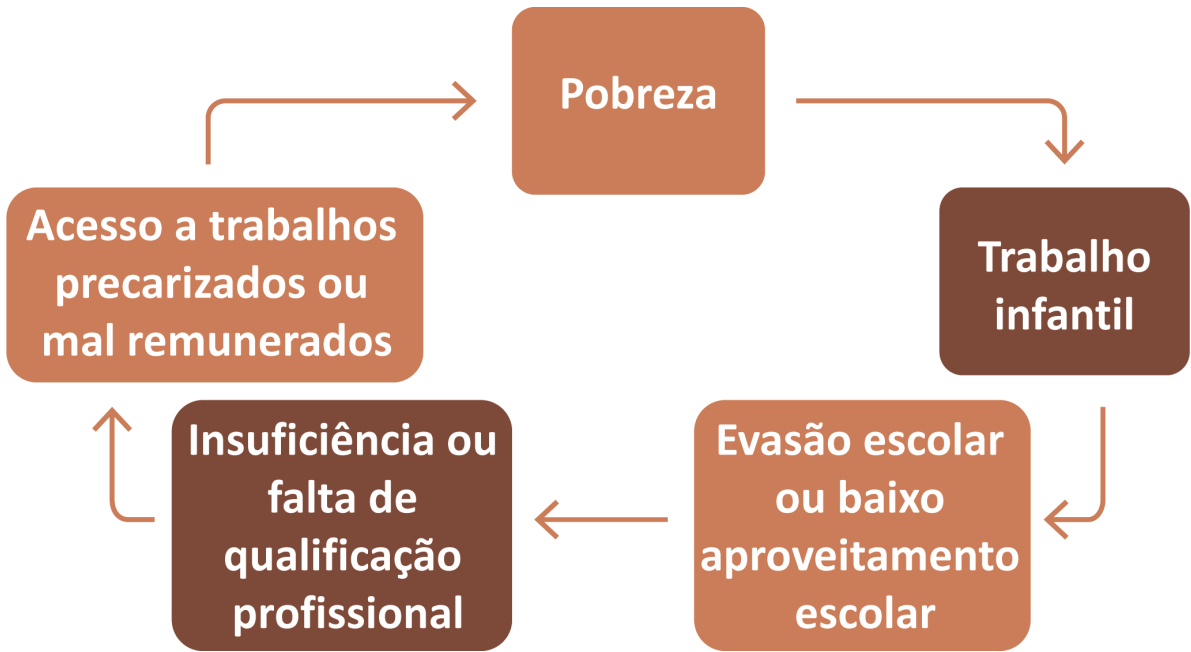 Pobreza
Trabalho
infantil
Evasão escolar
ou baixo
aproveitamento
escolar
Insuficiência ou
falta de
qualificação
profissional
Acesso a trabalhos
precarizados ou
mal remunerados